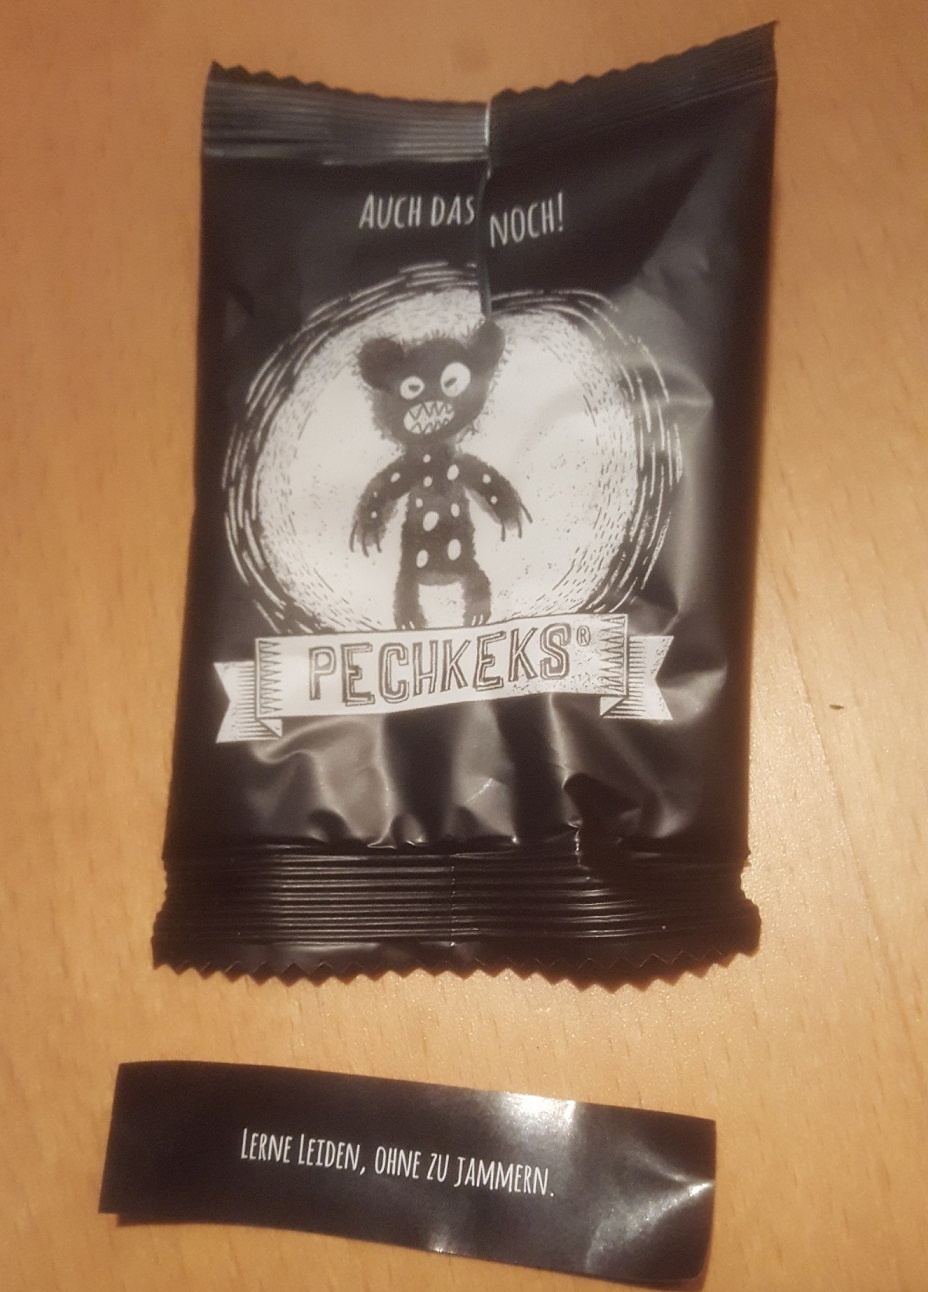 AUCH DAS NOCH!
PECHKEKS®
LERNE LEIDEN, OHNE ZU JAMMERN.